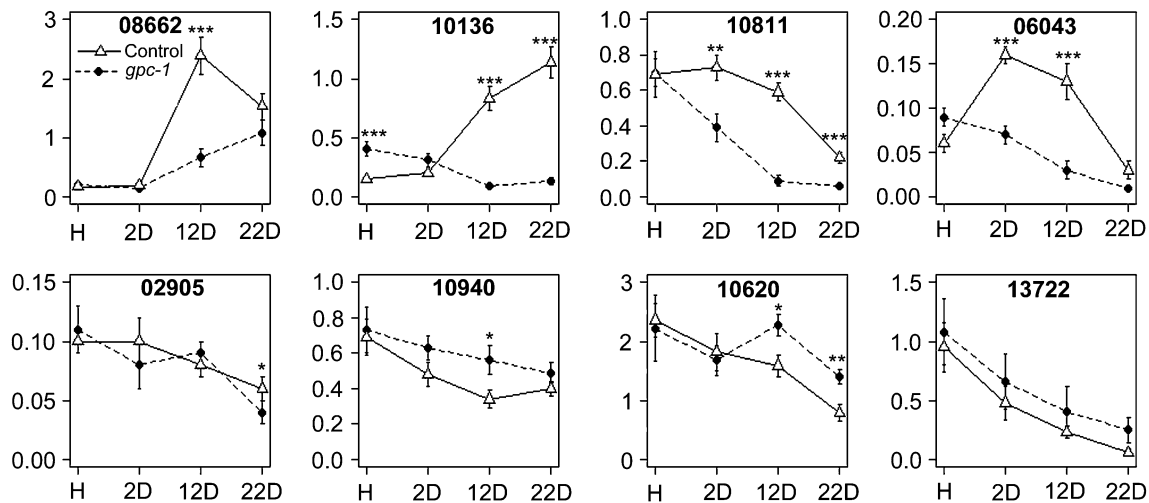 08662 10136 10811 06043
3 1.5 1.0 0.20
*** *** ** ***
Control *** *** ***
gpc-1
2 1.0 0.8 0.15
0.6 0.10
1 0.5 *** 0.4 *** 0.05
0.2
0 0.0 0.0 0.00
H 2D 12D 22D H 2D 12D 22D H 2D 12D 22D H 2D 12D 22D
02905 10940 10620 13722
0.15 1.0 3 1.5
0.8 *
0.10 0.6 * 2 ** 1.0
* 0.4
0.05 1 0.5
0.2
0.00 0.0 0 0.0
H 2D 12D 22D H 2D 12D 22D H 2D 12D 22D H 2D 12D 22D